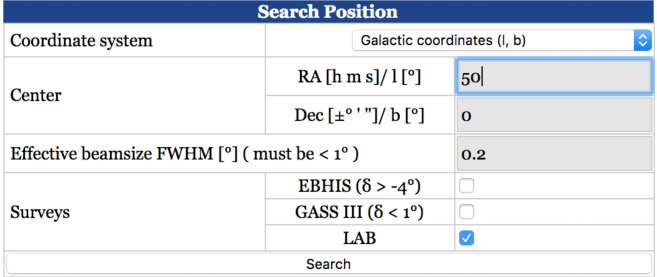 Search Position
Coordinate system
Galactic coordinates (l, b)
Center
RA [h m s]/ l [°]
50
Dec [±° ' "]/ b [°]
0
Effective beamsize FWHM [°] ( must be < 1° )
0.2
Surveys
EBHIS (δ > -4°)
GASS III (δ < 1°)
LAB
Search